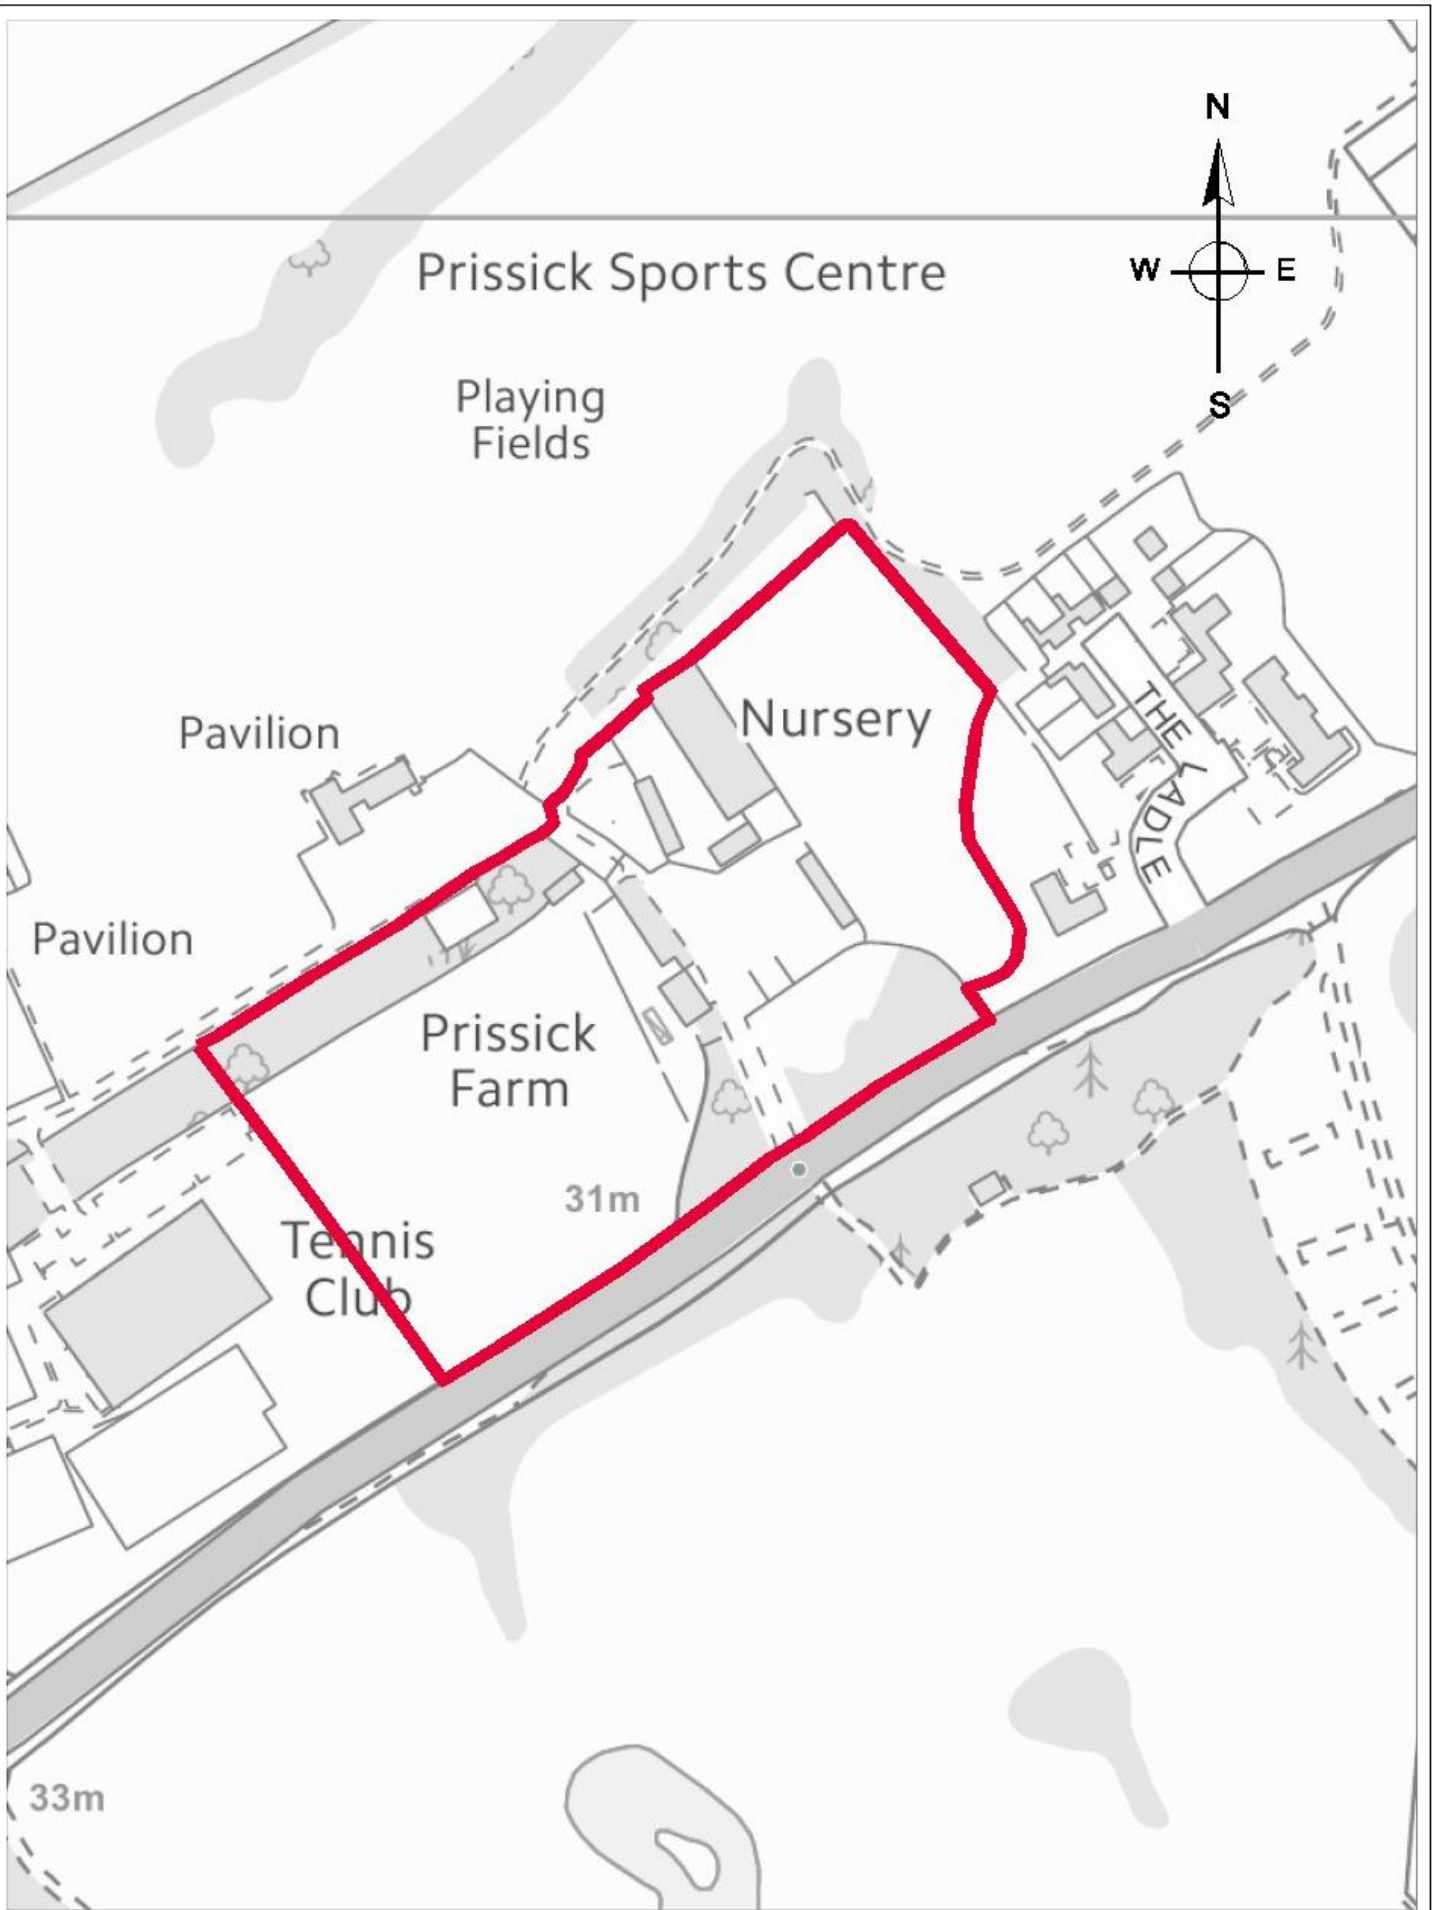 N
W E
S
Prissick Sports Centre
Playing
Fields
Nursery
Pavilion
THE LADLE
Pavilion
Prissick
Farm
31m
Tennis
Club
33m